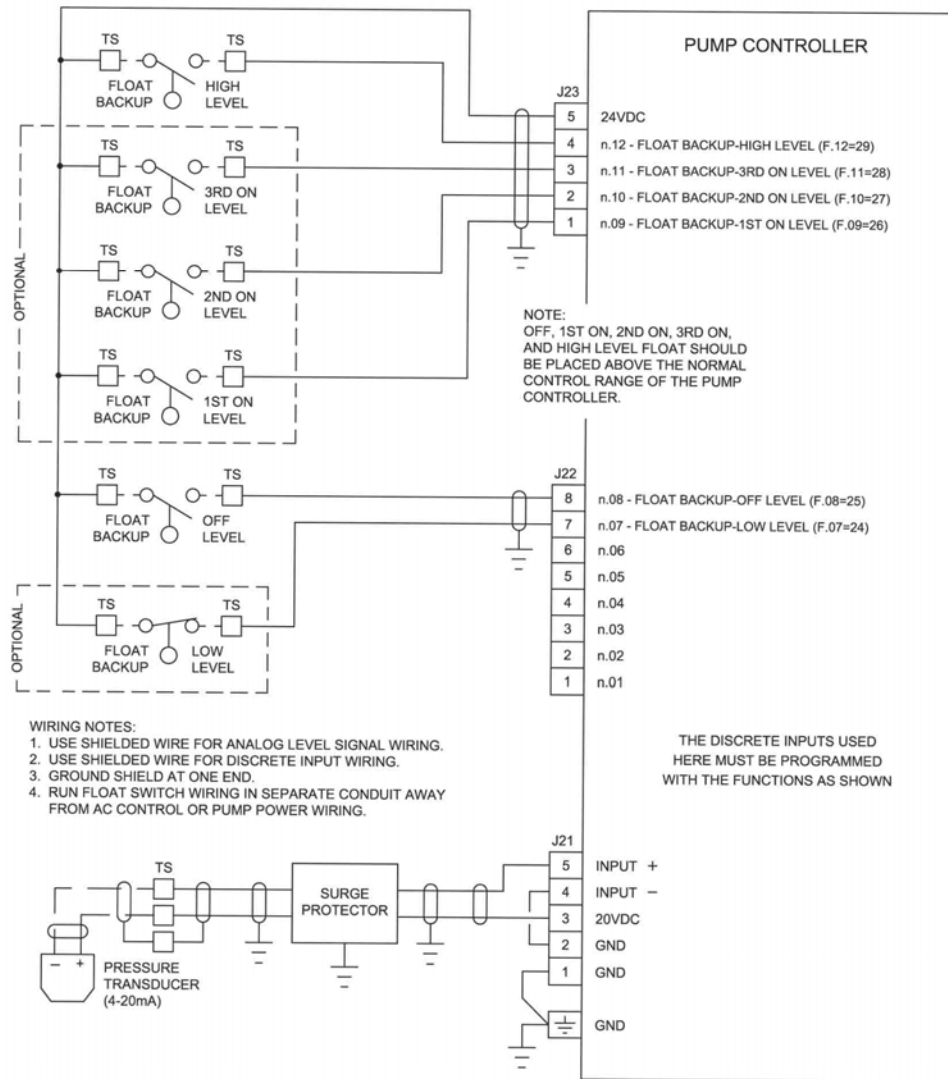 PUMP CONTROLLER
TS
TS
FLOAT
BACKUP
HIGH
LEVEL
OPTIONAL
TS
TS
FLOAT
BACKUP
3RD ON
LEVEL
TS
TS
FLOAT
BACKUP
2ND ON
LEVEL
TS
TS
FLOAT
BACKUP
1ST ON
LEVEL
TS
TS
FLOAT
BACKUP
OFF
LEVEL
OPTIONAL
TS
TS
FLOAT
BACKUP
LOW
LEVEL
J23
5 24VDC
4 n.12 - FLOAT BACKUP-HIGH LEVEL (F.12=29)
3 n.11 - FLOAT BACKUP-3RD ON LEVEL (F.11=28)
2 n.10 - FLOAT BACKUP-2ND ON LEVEL (F.10=27)
1 n.09 - FLOAT BACKUP-1ST ON LEVEL (F.09=26)
NOTE:
OFF, 1ST ON, 2ND ON, 3RD ON,
AND HIGH LEVEL FLOAT SHOULD
BE PLACED ABOVE THE NORMAL
CONTROL RANGE OF THE PUMP
CONTROLLER.
J22
8 n.08 - FLOAT BACKUP-OFF LEVEL (F.08=25)
7 n.07 - FLOAT BACKUP-LOW LEVEL (F.07=24)
6 n.06
5 n.05
4 n.04
3 n.03
2 n.02
1 n.01
WIRING NOTES:
1. USE SHIELDED WIRE FOR ANALOG LEVEL SIGNAL WIRING.
2. USE SHIELDED WIRE FOR DISCRETE INPUT WIRING.
3. GROUND SHIELD AT ONE END.
4. RUN FLOAT SWITCH WIRING IN SEPARATE CONDUIT AWAY
FROM AC CONTROL OR PUMP POWER WIRING.
THE DISCRETE INPUTS USED
HERE MUST BE PROGRAMMED
WITH THE FUNCTIONS AS SHOWN
J21
5 INPUT +
4 INPUT −
3 20VDC
2 GND
1 GND
GND
TS
SURGE
PROTECTOR
− +
PRESSURE
TRANSDUCER
(4-20mA)